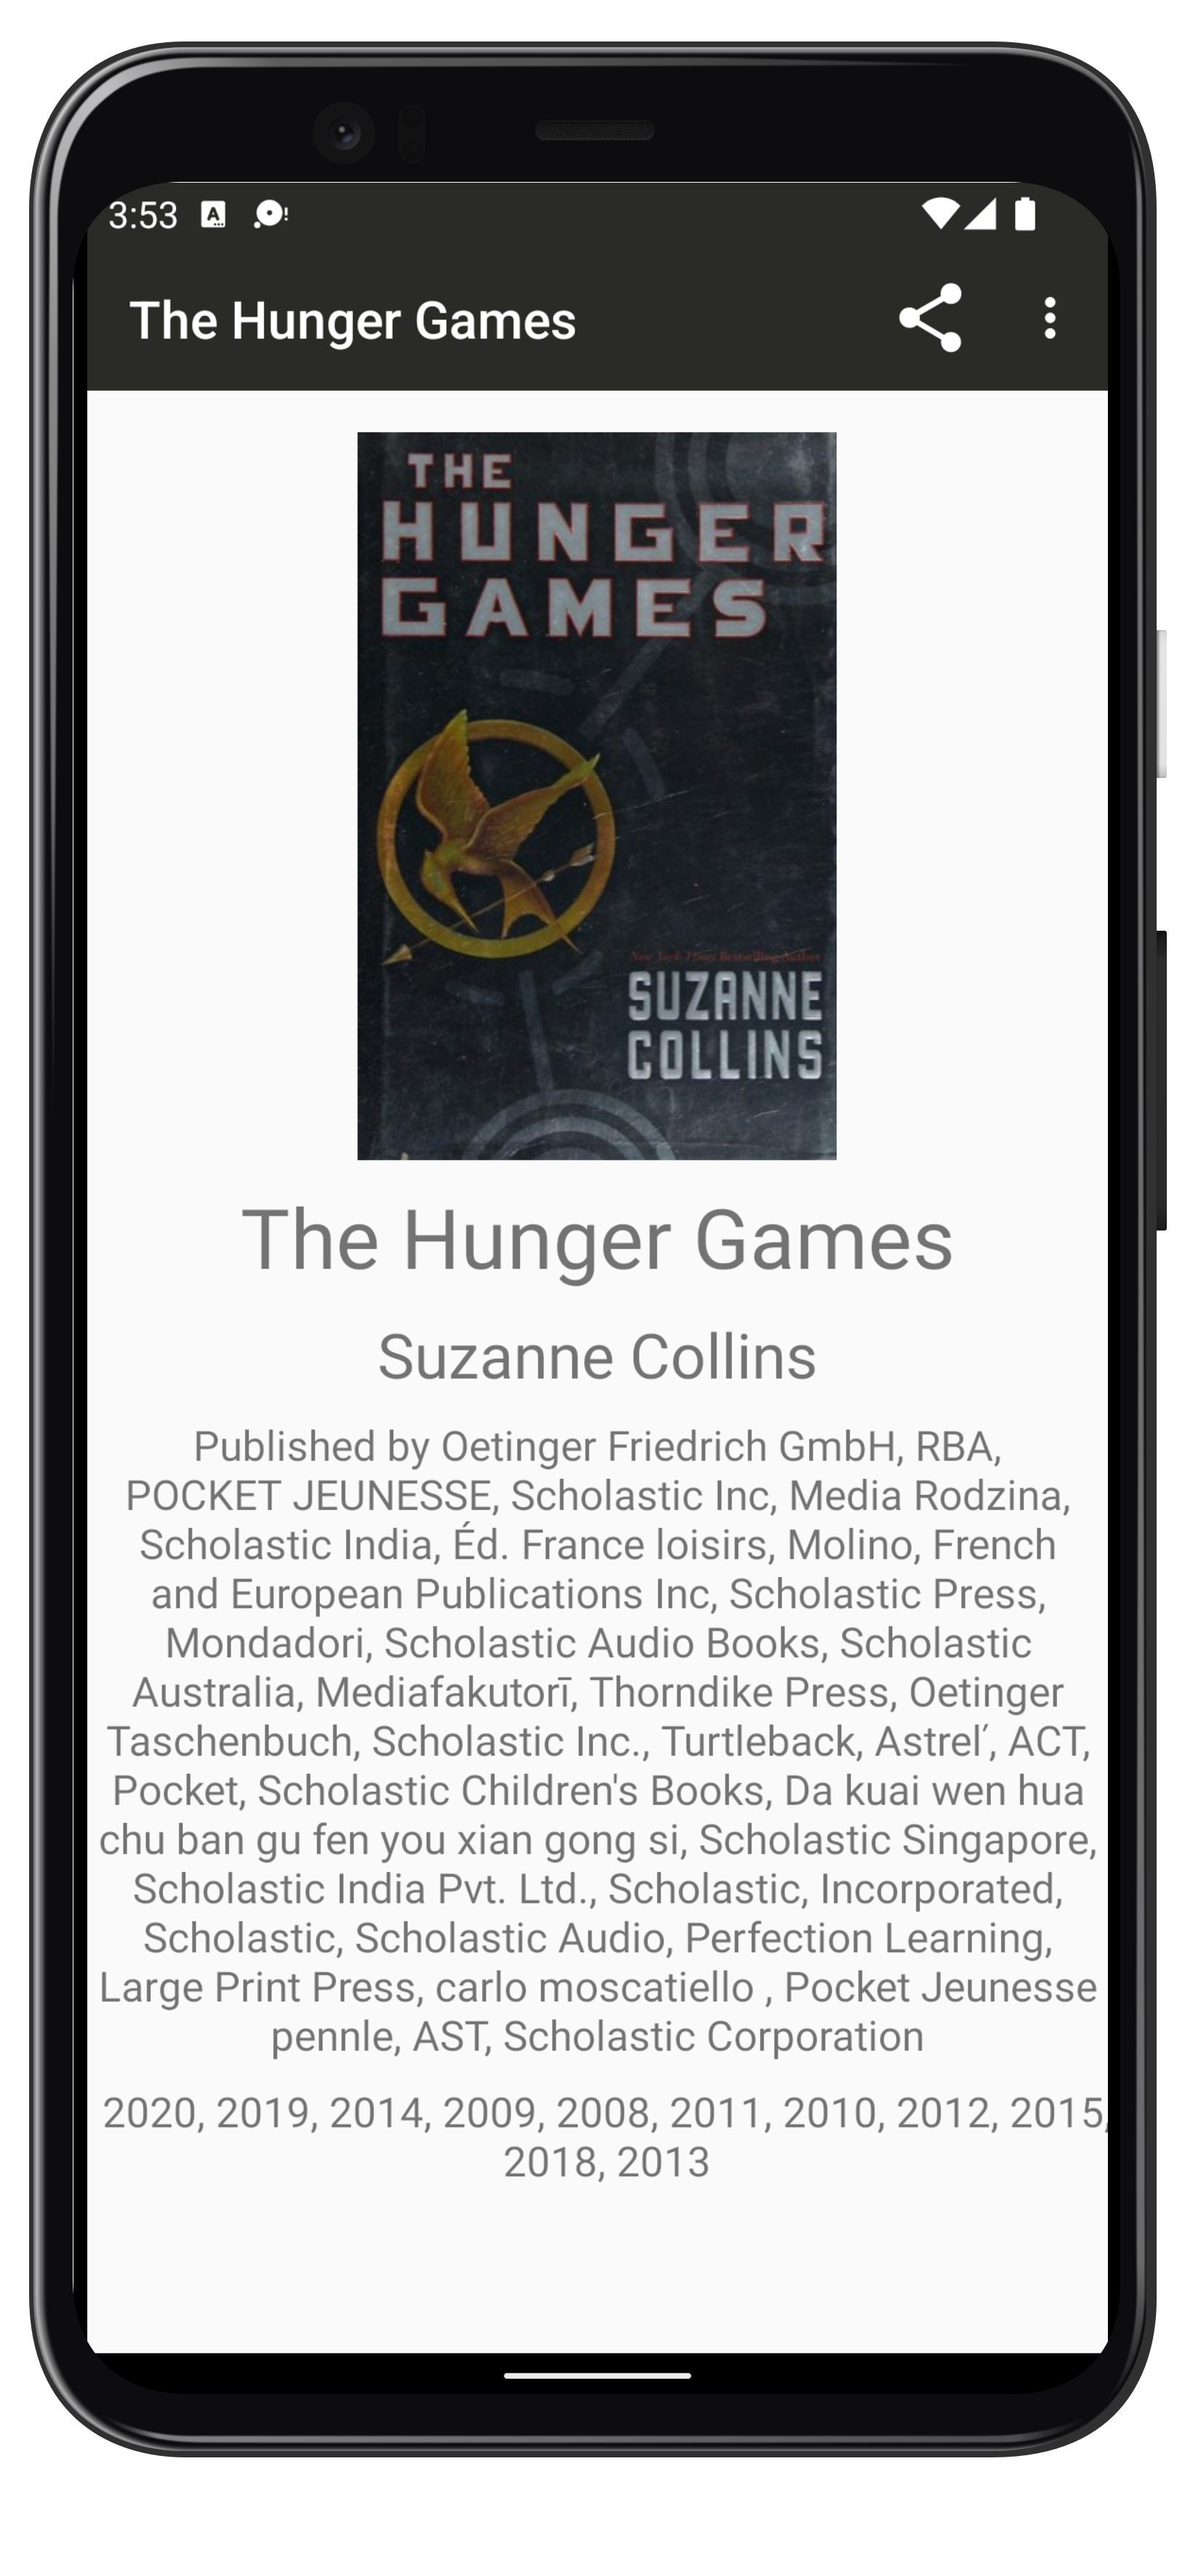 3:53
The Hunger Games
THE
HUNGER
GAMES
New York Times Bestselling Author
SUZANNE
COLLINS
The Hunger Games
Suzanne Collins
Published by Oetinger Friedrich GmbH, RBA,
POCKET JEUNESSE, Scholastic Inc, Media Rodzina,
Scholastic India, Éd. France loisirs, Molino, French
and European Publications Inc, Scholastic Press,
Mondadori, Scholastic Audio Books, Scholastic
Australia, Mediafakutorī, Thorndike Press, Oetinger
Taschenbuch, Scholastic Inc., Turtleback, Astrelʹ, ACT,
Pocket, Scholastic Children's Books, Da kuai wen hua
chu ban gu fen you xian gong si, Scholastic Singapore,
Scholastic India Pvt. Ltd., Scholastic, Incorporated,
Scholastic, Scholastic Audio, Perfection Learning,
Large Print Press, carlo moscatiello , Pocket Jeunesse
pennle, AST, Scholastic Corporation
2020, 2019, 2014, 2009, 2008, 2011, 2010, 2012, 2015,
2018, 2013